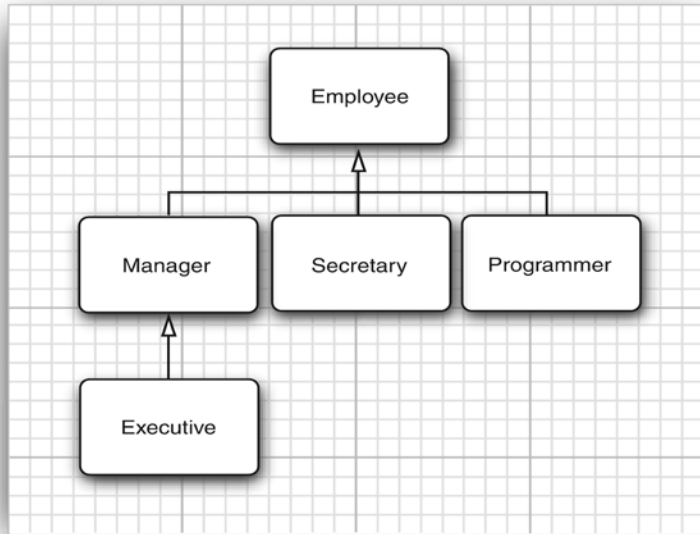 Employee
Manager
Secretary
Programmer
Executive